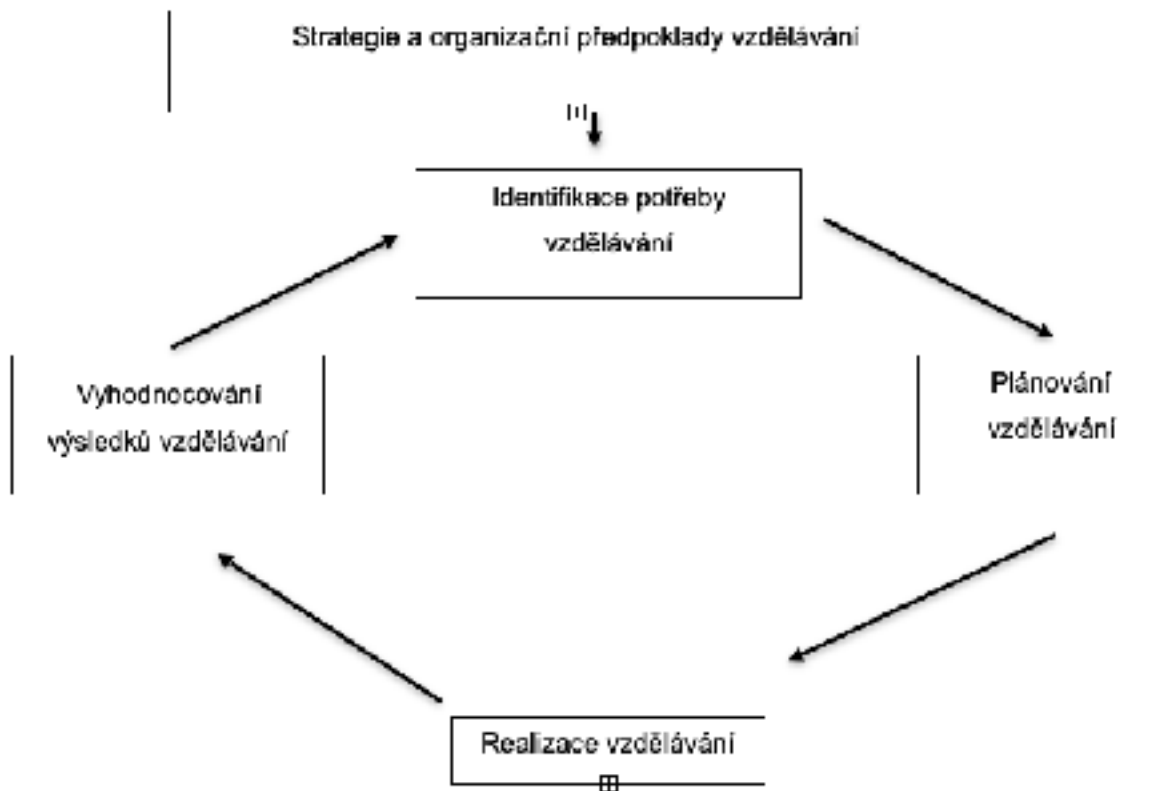 Strategie a organizační předpoklady vzdělávání
Identifikace potřeby
vzdělávání
Plánování
vzdělávání
Vyhodnocování
výsledků vzdělávání
Realizace vzdělávání